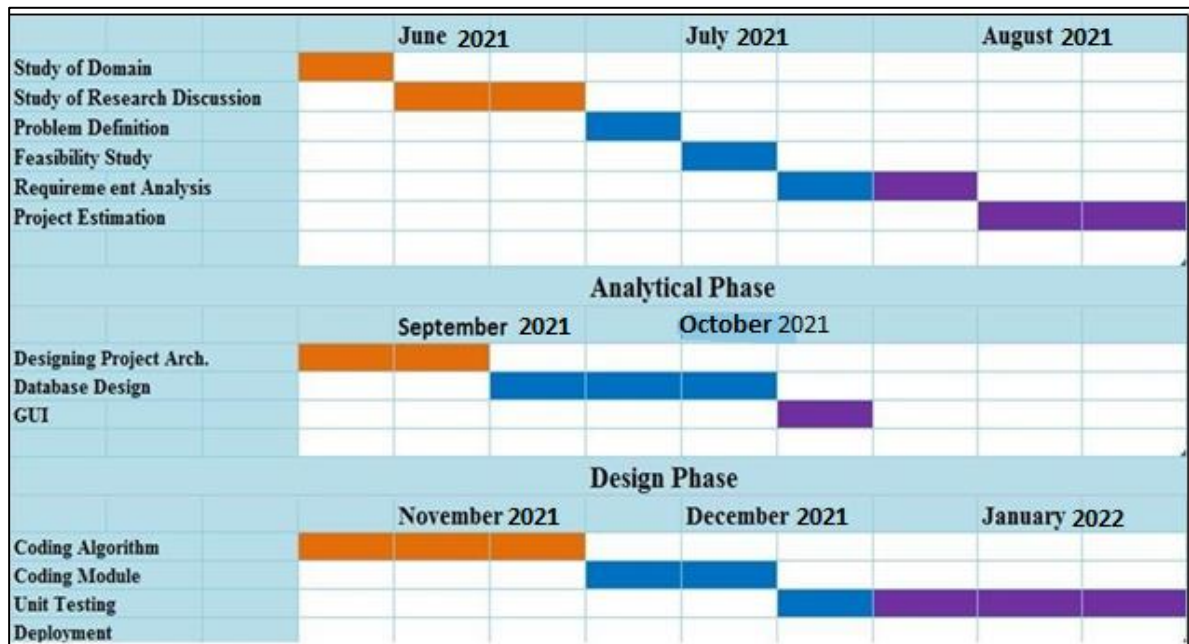 June 2021 July 2021 August 2021
Study of Domain
Study of Research Discussion
Problem Definition
Feasibility Study
Requireme ent Analysis
Project Estimation
Analytical Phase
September 2021 October 2021
Designing Project Arch.
Database Design
GUI
Design Phase
November 2021 December 2021 January 2022
Coding Algorithm
Coding Module
Unit Testing
Deployment